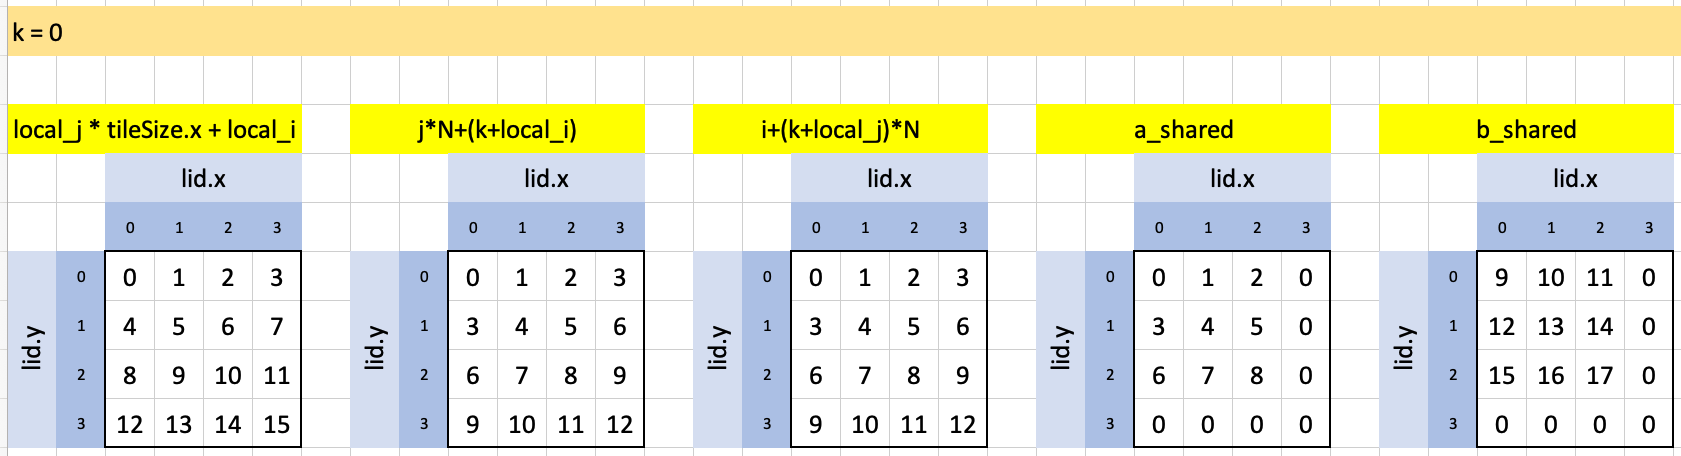 k = 0
local_j * tileSize.x + local_i j*N+(k+local_i) i+(k+local_j)*N a_shared b_shared
lid.x lid.x lid.x lid.x lid.x
0 1 2 3 0 1 2 3 0 1 2 3 0 1 2 3 0 1 2 3
lid.y lid.y lid.y lid.y lid.y
0 0 1 2 3 0 0 1 2 3 0 0 1 2 3 0 0 1 2 0 0 9 10 11 0
1 4 5 6 7 1 3 4 5 6 1 3 4 5 6 1 3 4 5 0 1 12 13 14 0
2 8 9 10 11 2 6 7 8 9 2 6 7 8 9 2 6 7 8 0 2 15 16 17 0
3 12 13 14 15 3 9 10 11 12 3 9 10 11 12 3 0 0 0 0 3 0 0 0 0